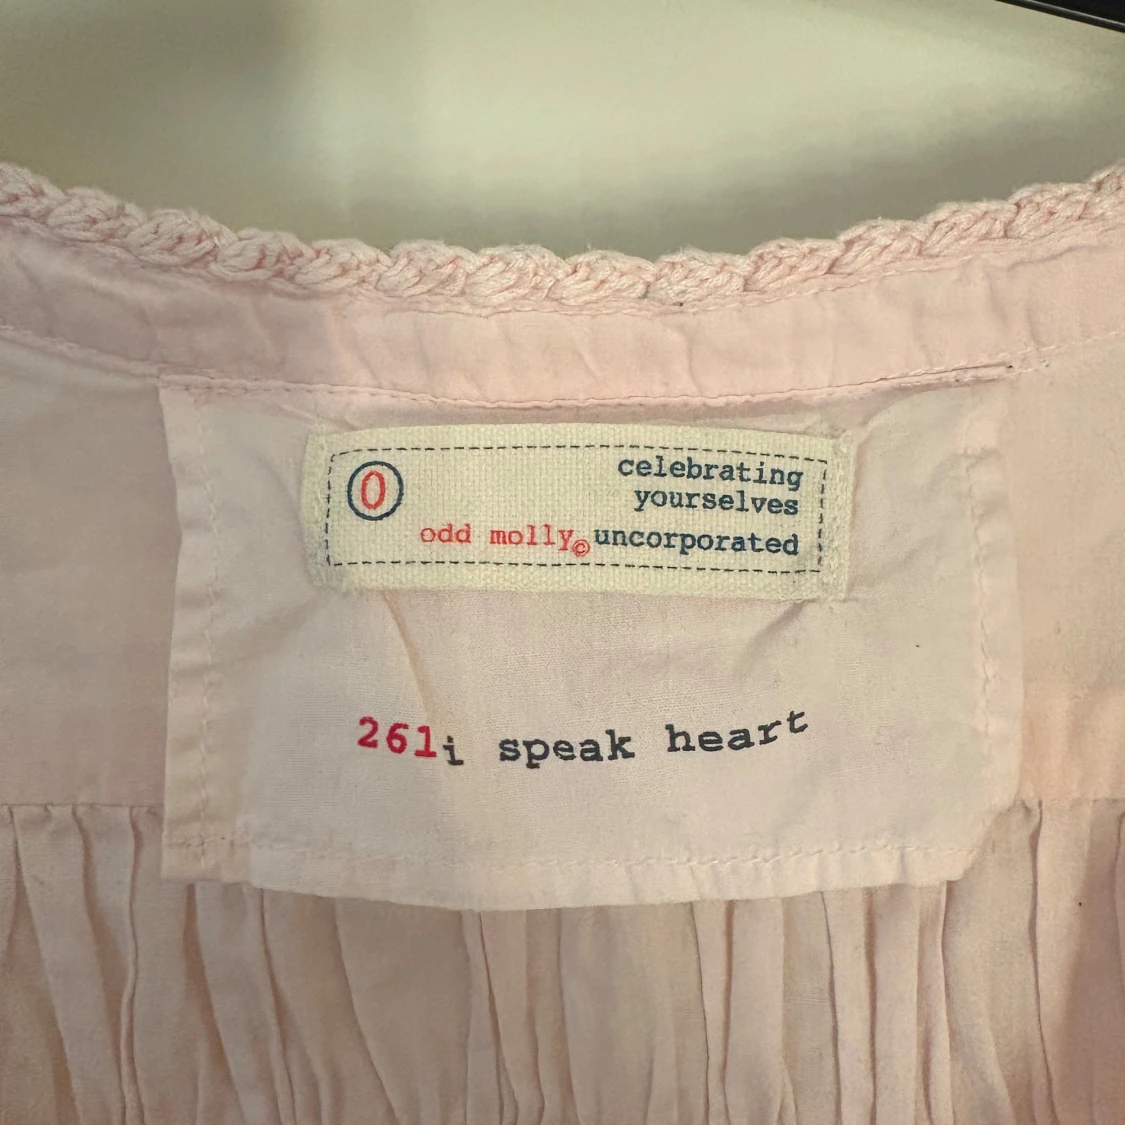 0
celebrating
yourselves
odd molly© uncorporated
261i speak heart